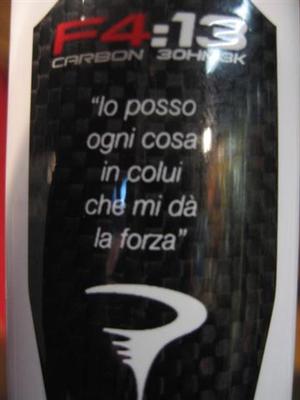 F4:13
CARBON 30HM3K
"Io posso
ogni cosa
in colui
che mi dà
la forza"